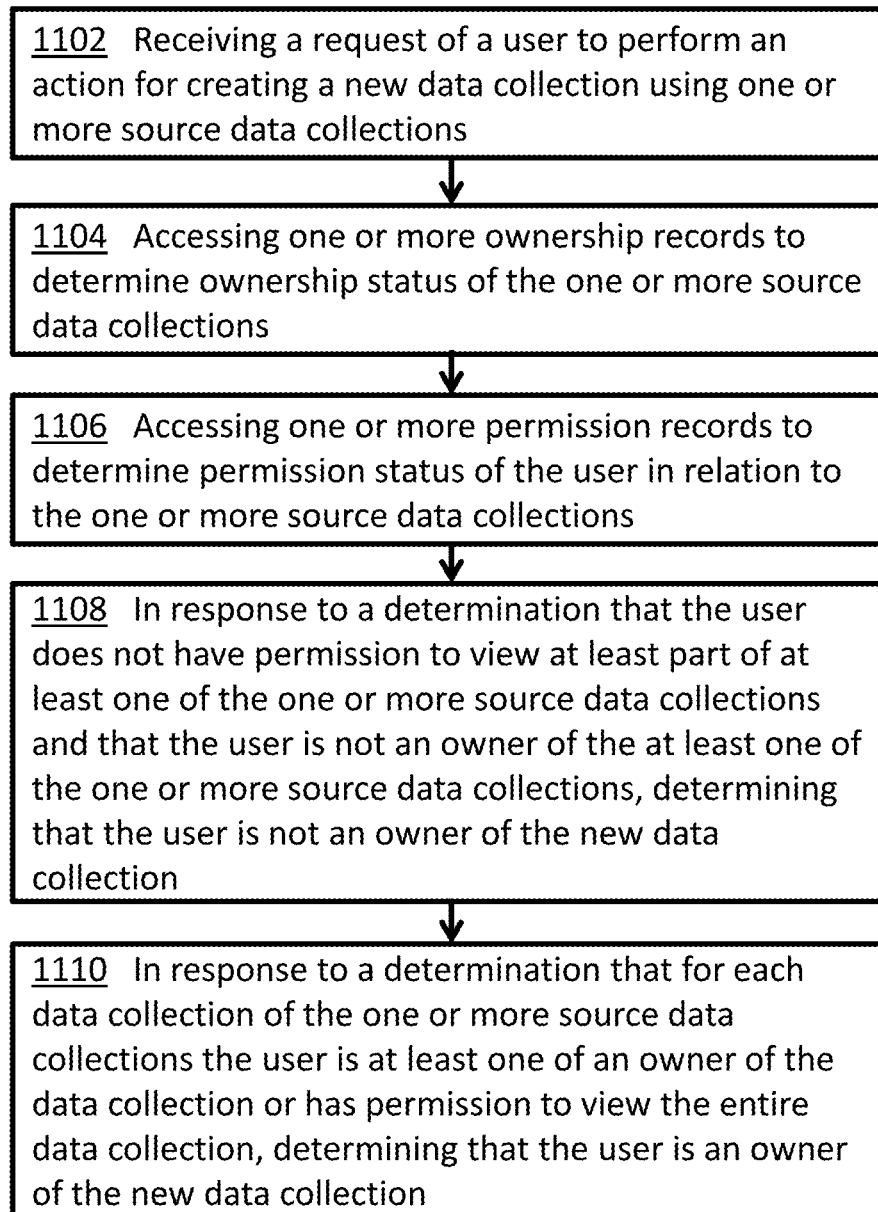 1102 Receiving a request of a user to perform an
action for creating a new data collection using one or
more source data collections
1104 Accessing one or more ownership records to
determine ownership status of the one or more source
data collections
1106 Accessing one or more permission records to
determine permission status of the user in relation to
the one or more source data collections
1108 In response to a determination that the user
does not have permission to view at least part of at
least one of the one or more source data collections
and that the user is not an owner of the at least one of
the one or more source data collections, determining
that the user is not an owner of the new data
collection
1110 In response to a determination that for each
data collection of the one or more source data
collections the user is at least one of an owner of the
data collection or has permission to view the entire
data collection, determining that the user is an owner
of the new data collection